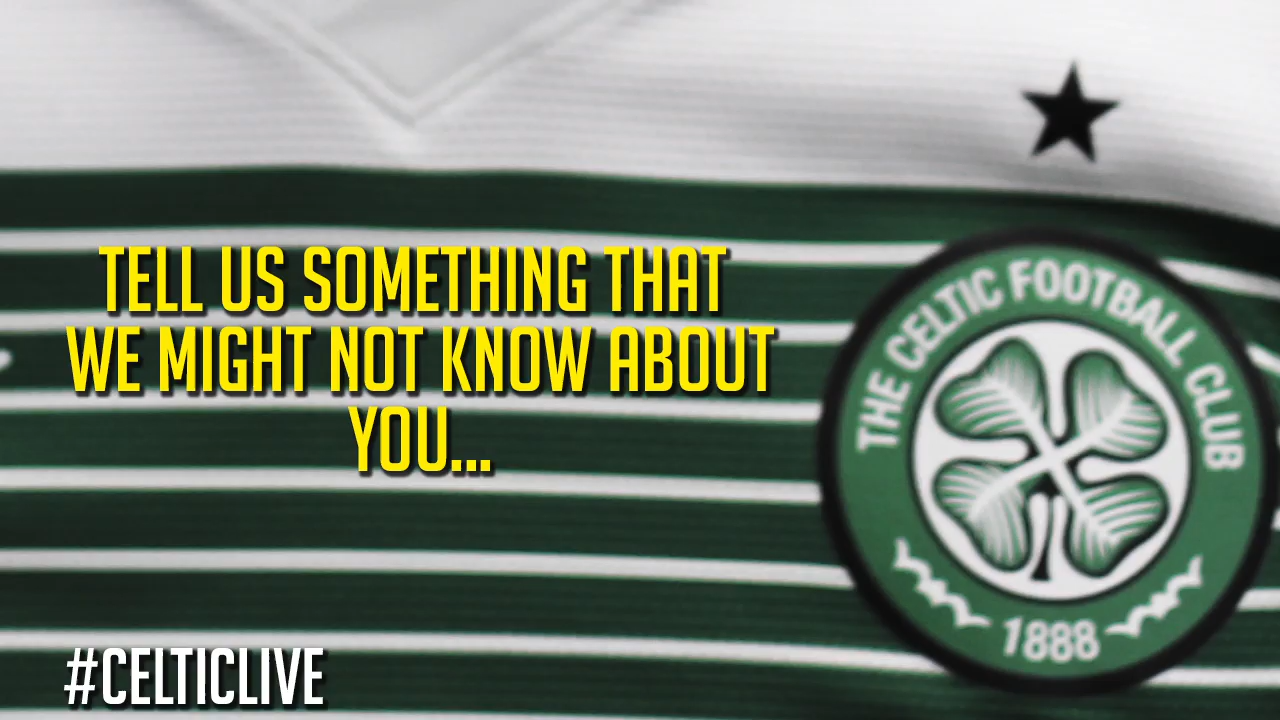 TELL US SOMETHING THAT
WE MIGHT NOT KNOW ABOUT
YOU...
THE CELTIC FOOTBALL CLUB
1888
#CELTICLIVE